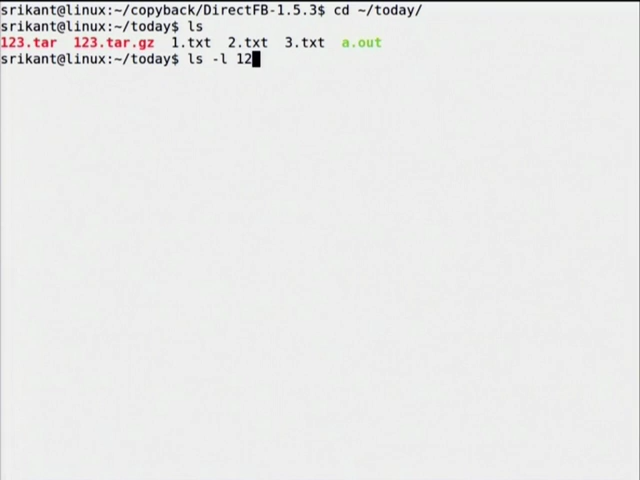 srikant@linux:~/copyback/DirectFB-1.5.3$ cd ~/today/
srikant@linux:~/today$ ls
123.tar  123.tar.gz  1.txt  2.txt  3.txt  a.out
srikant@linux:~/today$ ls -l 12